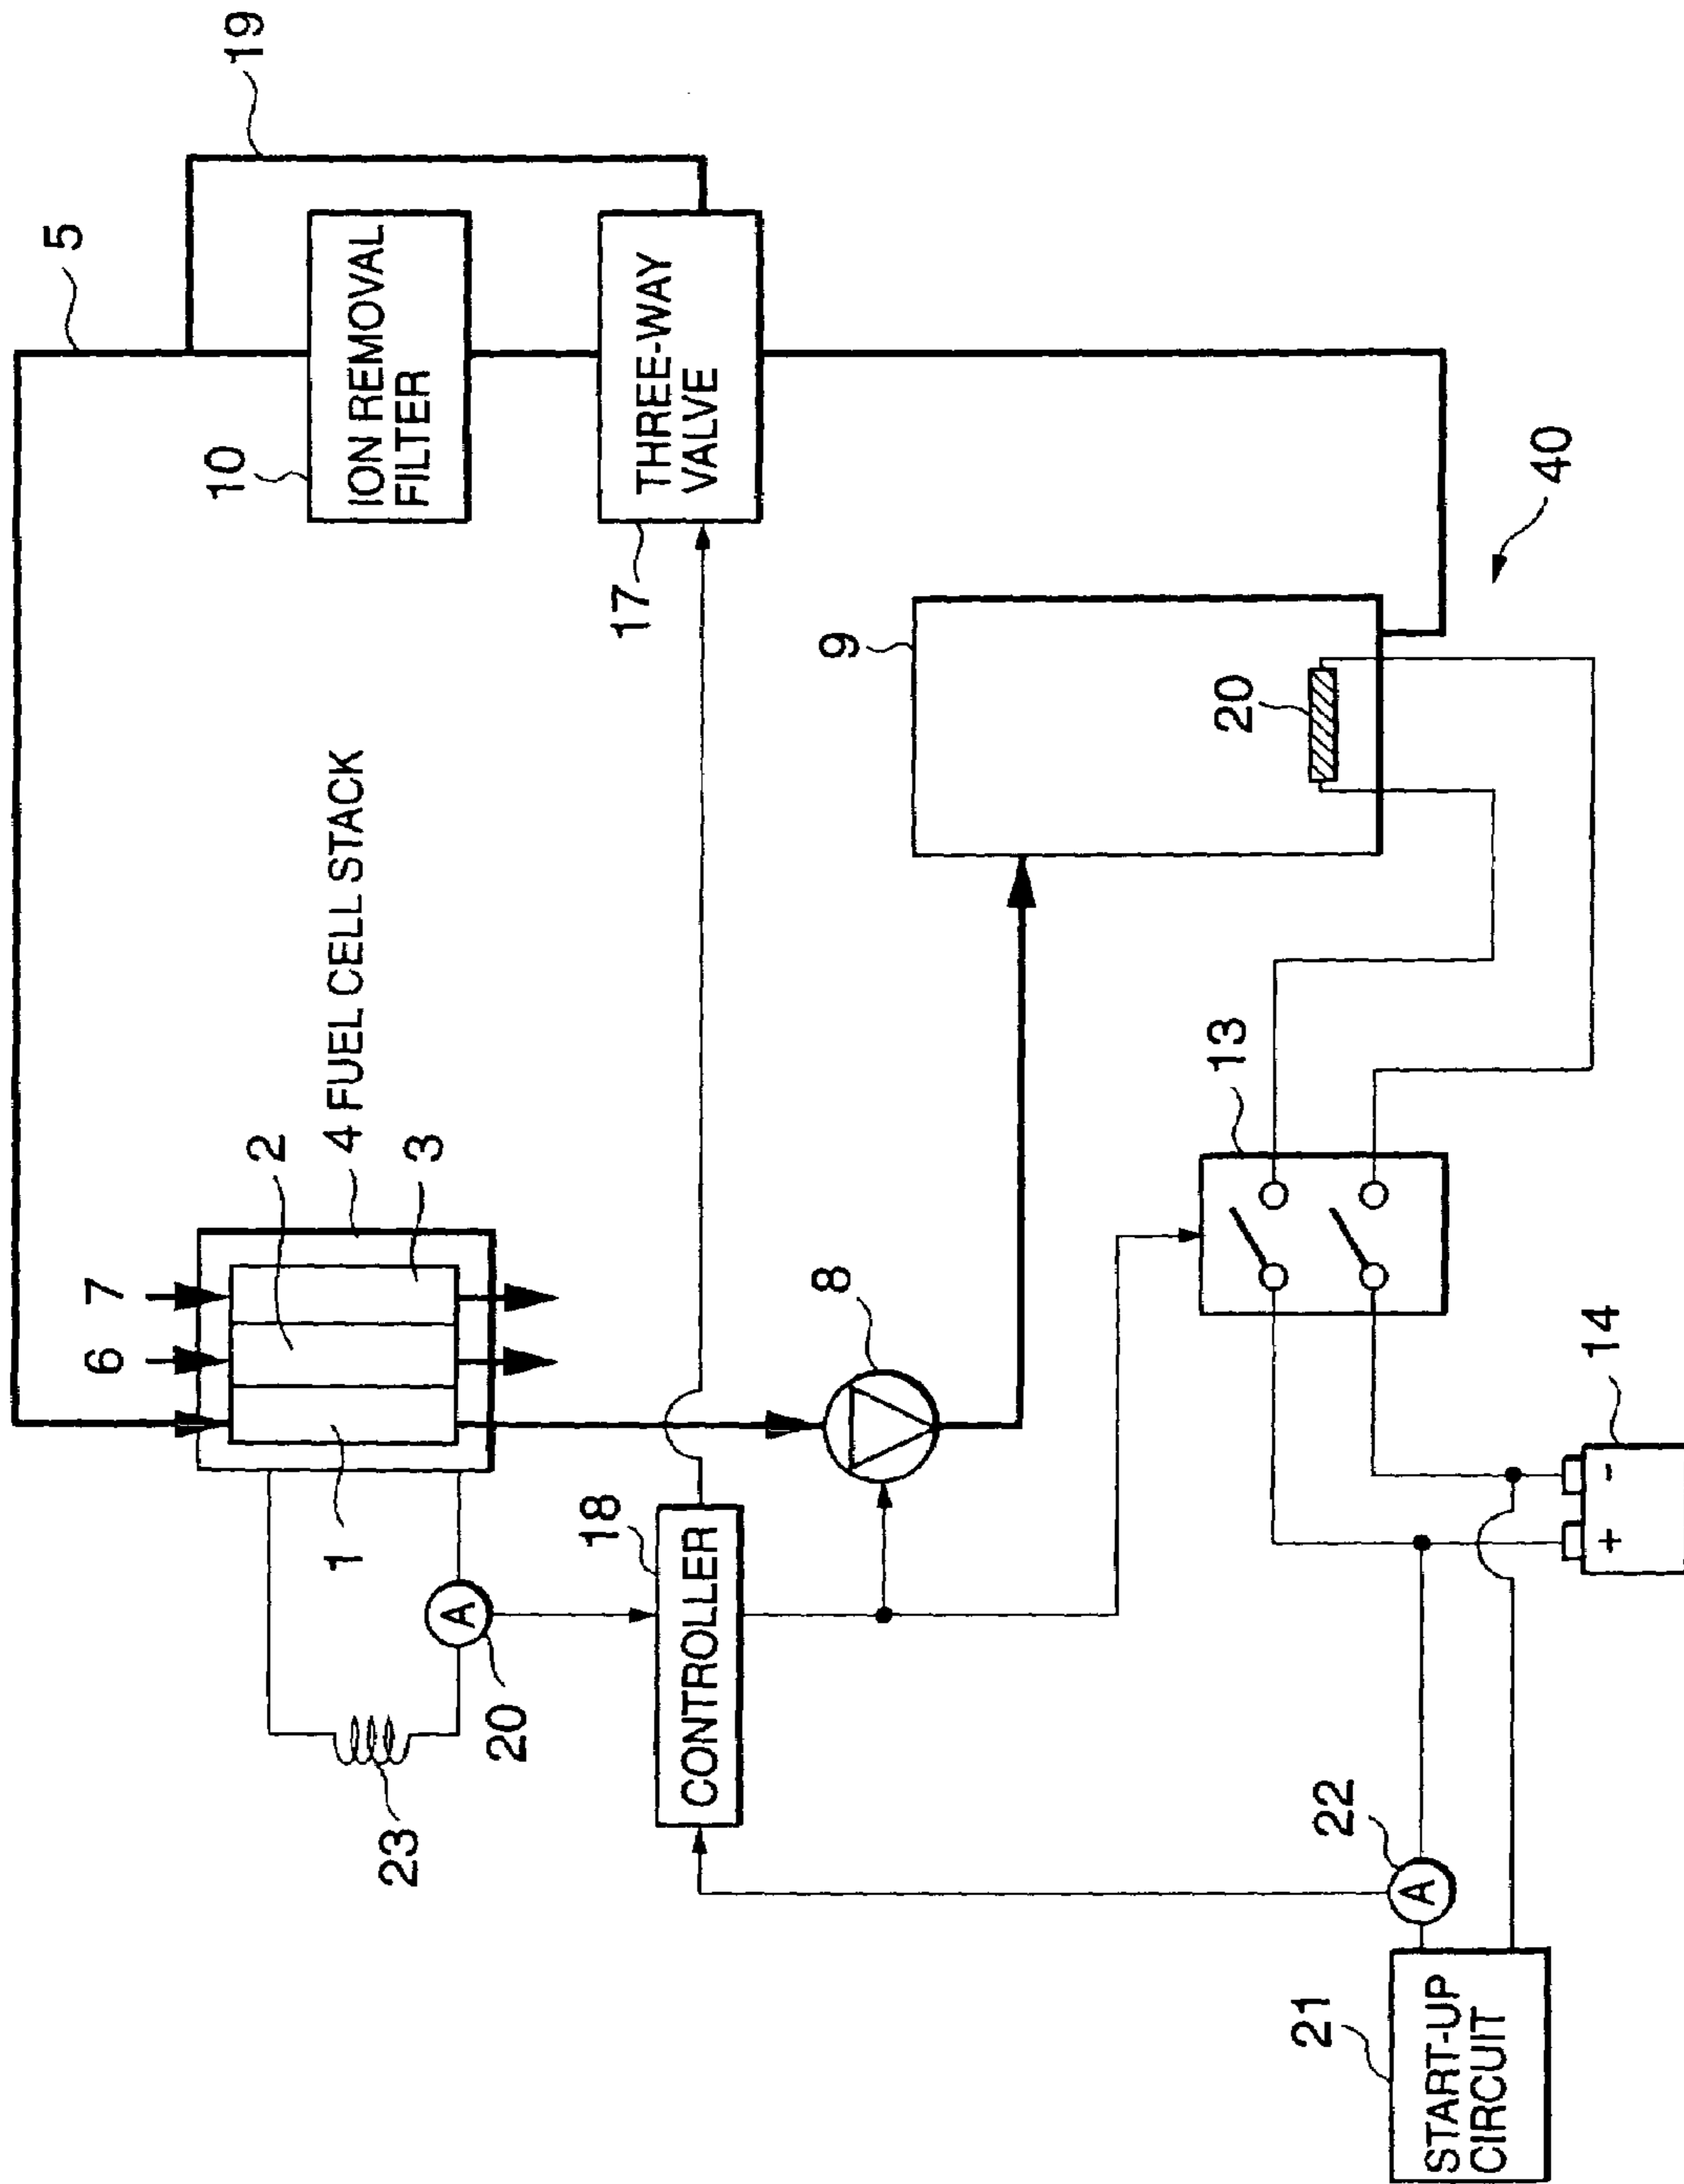 19
5
10
ION REMOVAL
FILTER
17
THREE-WAY
VALVE
40
9
20
4 FUEL CELL STACK
2
3
7
6
1
8
13
14
+
-
18
CONTROLLER
A
20
23
22
A
21
START-UP
CIRCUIT